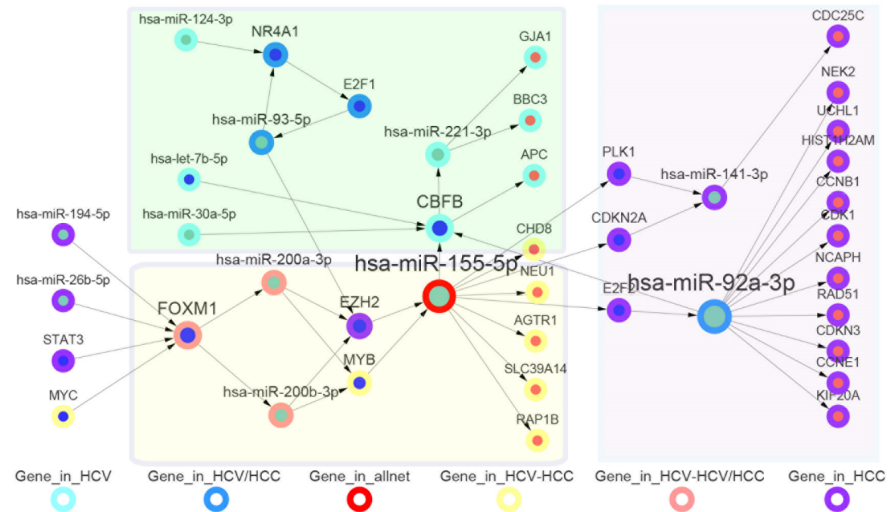 hsa-miR-124-3p
NR4A1
GJA1
CDC25C
E2F1
NEK2
hsa-miR-93-5p
BBC3
UCHL1
hsa-miR-221-3p
HIST1H2AM
hsa-let-7b-5p
APC
PLK1
hsa-miR-141-3p
CCNB1
CBFB
hsa-miR-30a-5p
CDKN2A
CDK1
hsa-miR-194-5p
CHD8
hsa-miR-200a-3p
hsa-miR-155-5p
NCAPH
NEU1
hsa-miR-26b-5p
hsa-miR-92a-3p
FOXM1
EZH2
RAD51
AGTR1
CDKN3
STAT3
MYB
SLC39A14
CCNE1
MYC
hsa-miR-200b-3p
RAP1B
KIF20A
Gene_in_HCV
Gene_in_HCV/HCC
Gene_in_allnet
Gene_in_HCV-HCC
Gene_in_HCV-HCV/HCC
Gene_in_HCC